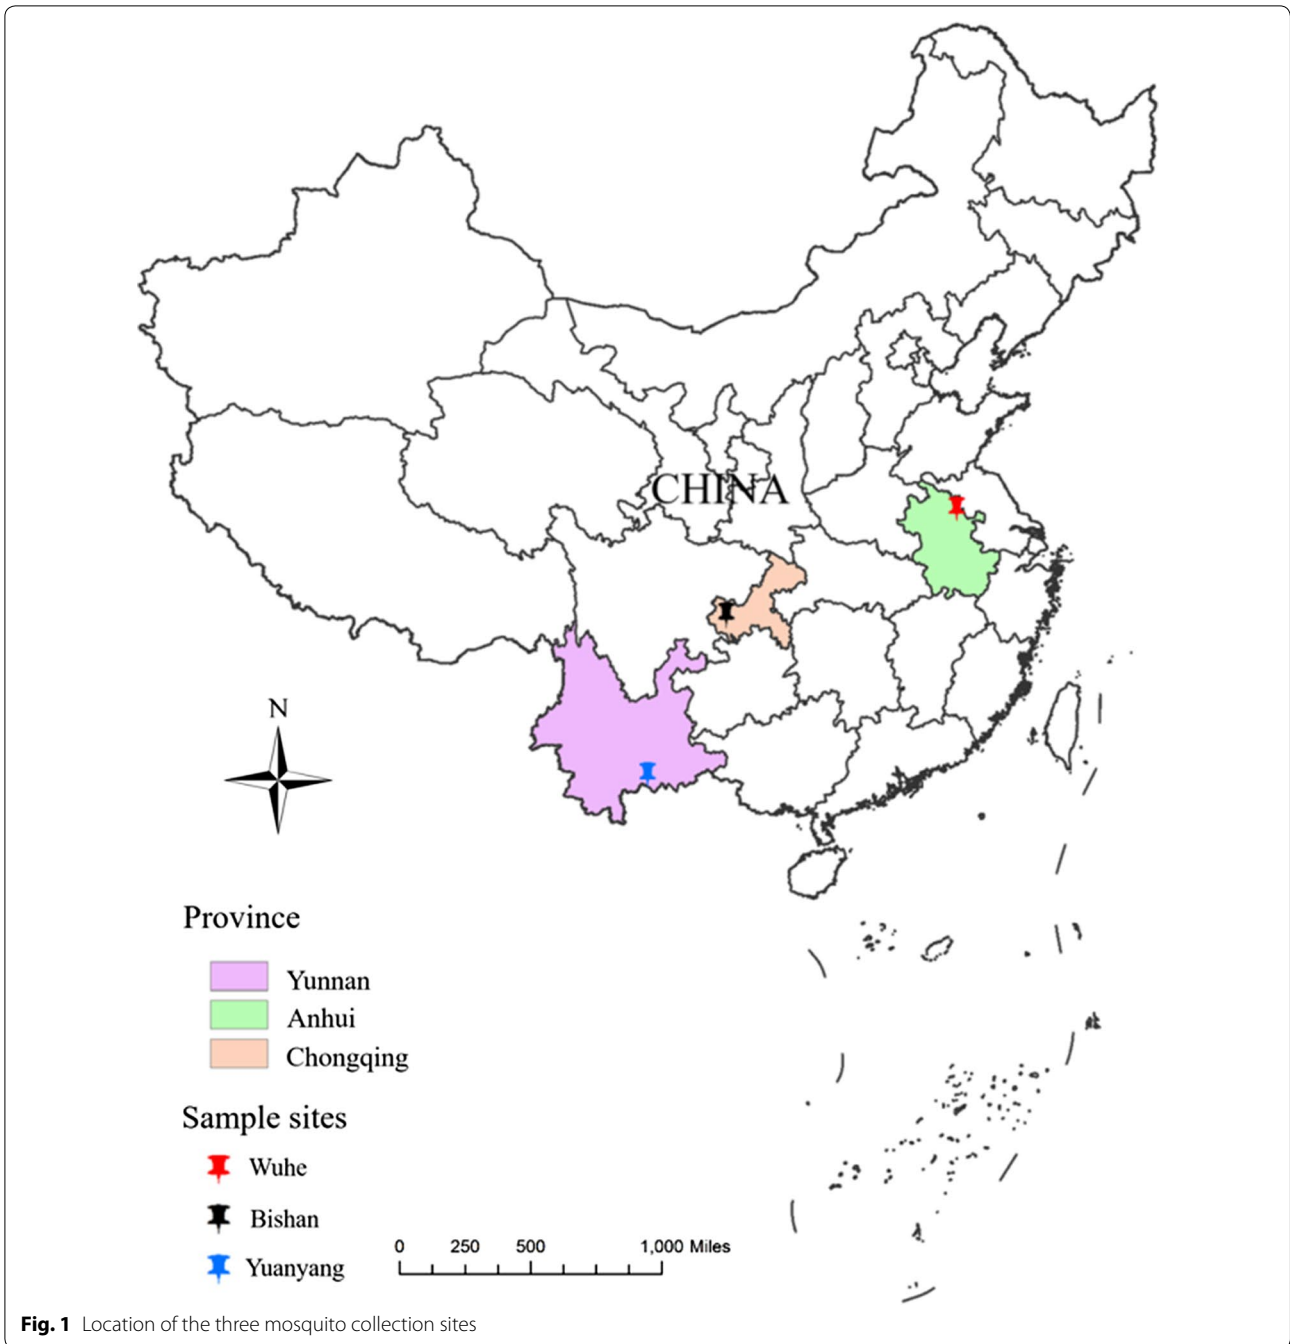 CHINA
N
Province
Yunnan
Anhui
Chongqing
Sample sites
Wuhe
Bishan
Yuanyang
0 250 500 1,000 Miles
Fig. 1 Location of the three mosquito collection sites